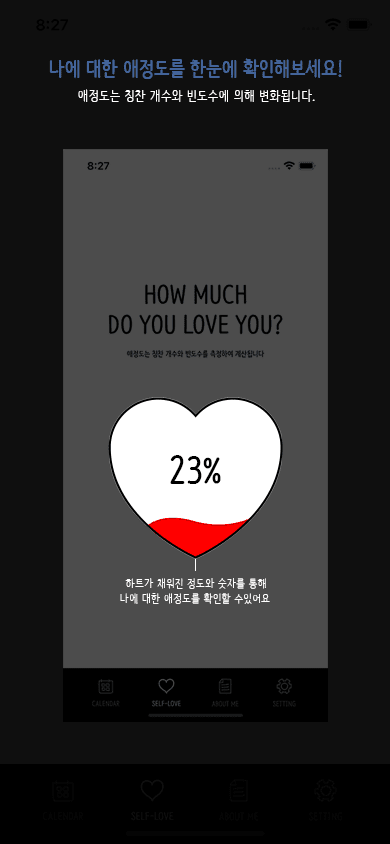 8:27
나에 대한 애정도를 한눈에 확인해보세요!
애정도는 칭찬 개수와 빈도수에 의해 변화됩니다.
8:27
HOW MUCH
DO YOU LOVE YOU?
애정도는 칭찬 개수와 빈도수를 측정하여 계산됩니다
23%
하트가 채워진 정도와 숫자를 통해
나에 대한 애정도를 확인할 수있어요
CALENDAR SELF-LOVE ABOUT ME SETTING
CALENDAR SELF-LOVE ABOUT ME SETTING